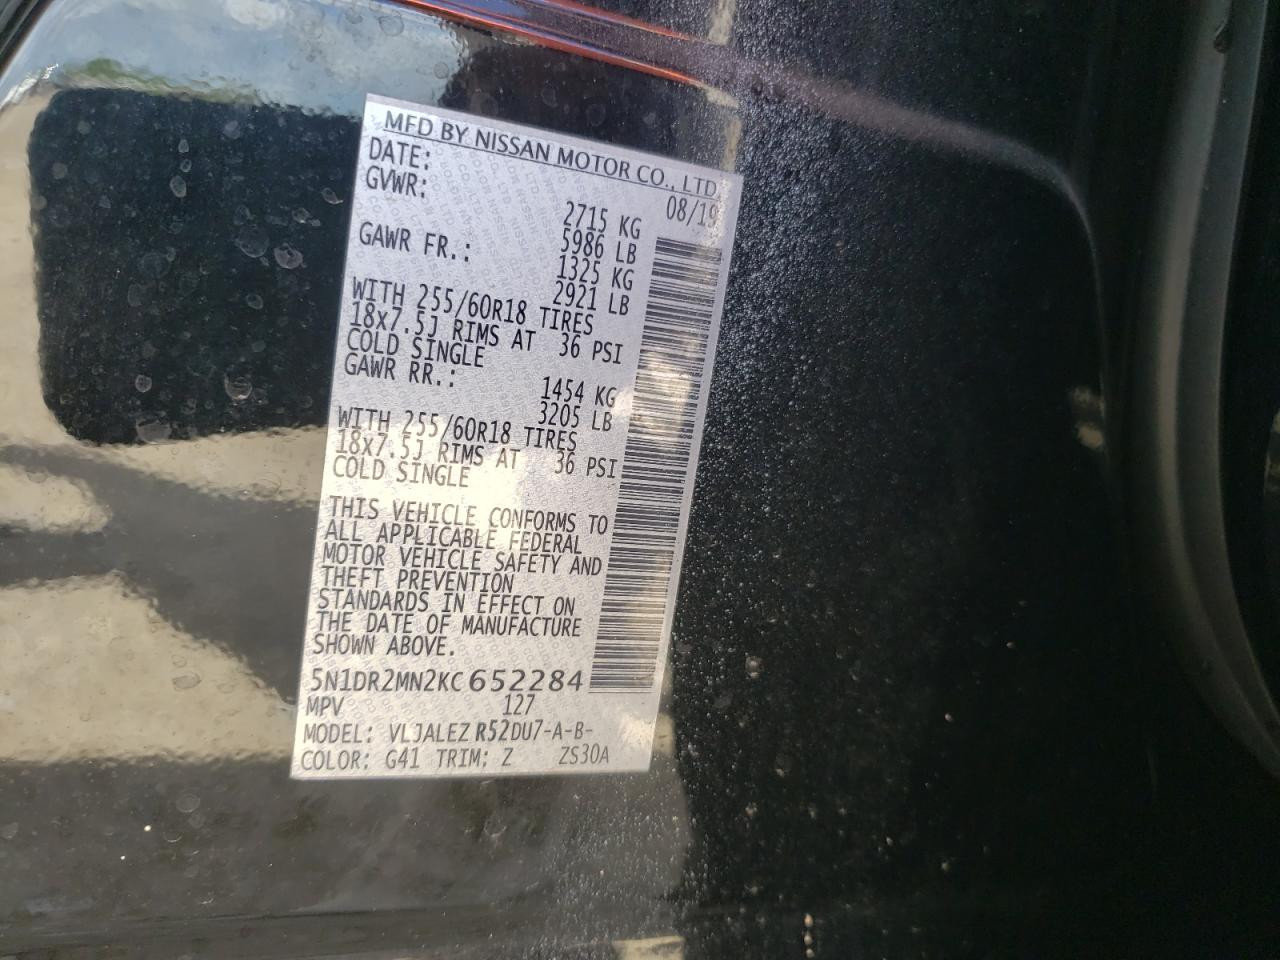 MFD BY NISSAN MOTOR CO., LTD.
DATE: 08/19
GVWR: 2715 KG
5986 LB
GAWR FR.: 1325 KG
2921 LB
WITH 255/60R18 TIRES
18x7.5J RIMS AT 36 PSI
COLD SINGLE
GAWR RR.: 1454 KG
3205 LB
WITH 255/60R18 TIRES
18x7.5J RIMS AT 36 PSI
COLD SINGLE
THIS VEHICLE CONFORMS TO
ALL APPLICABLE FEDERAL
MOTOR VEHICLE SAFETY AND
THEFT PREVENTION
STANDARDS IN EFFECT ON
THE DATE OF MANUFACTURE
SHOWN ABOVE.
5N1DR2MN2KC652284
MPV 127
MODEL: VLJALEZ R52DU7-A-B-
COLOR: G41 TRIM: Z ZS30A